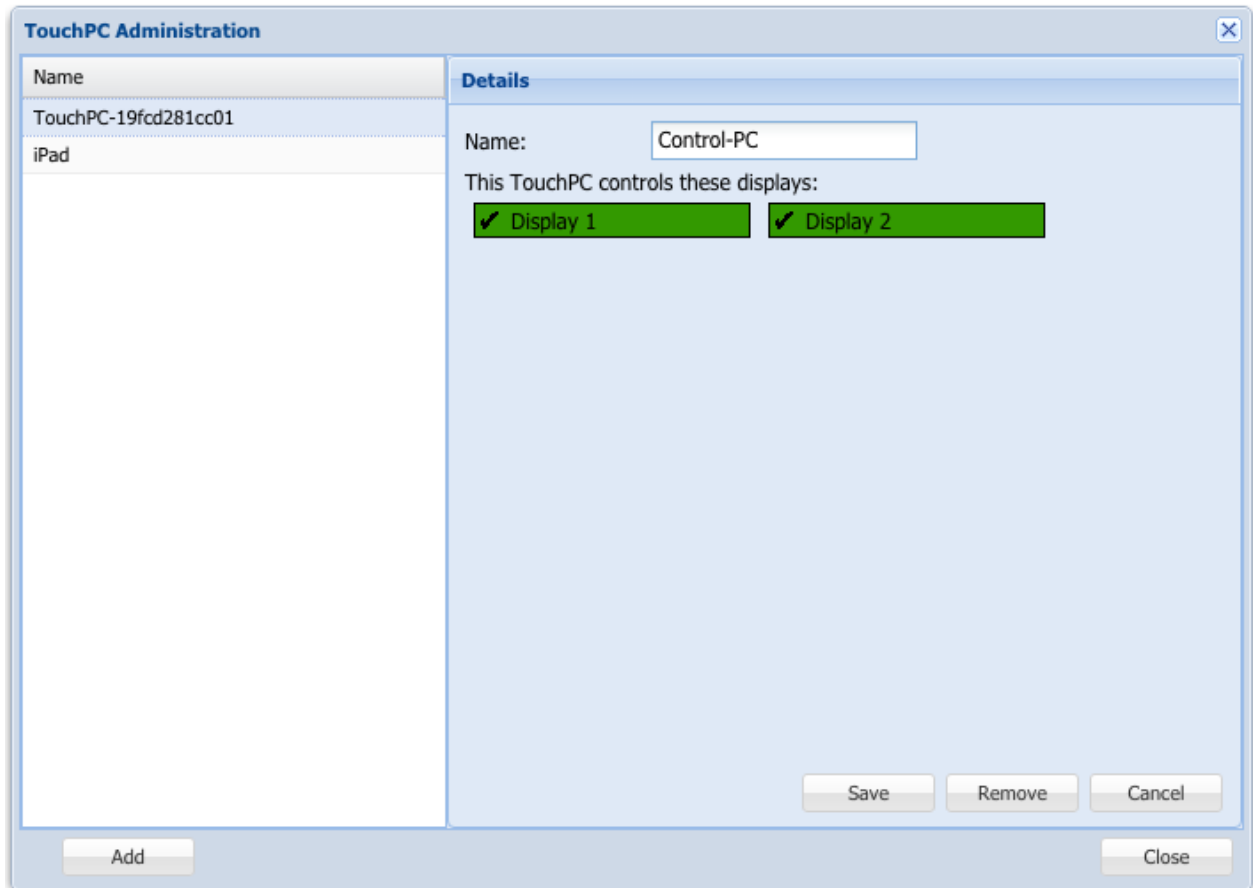 TouchPC Administration
Name
TouchPC-19fcd281cc01
iPad
Details
Name: Control-PC
This TouchPC controls these displays:
✔ Display 1 ✔ Display 2
Save Remove Cancel
Add Close